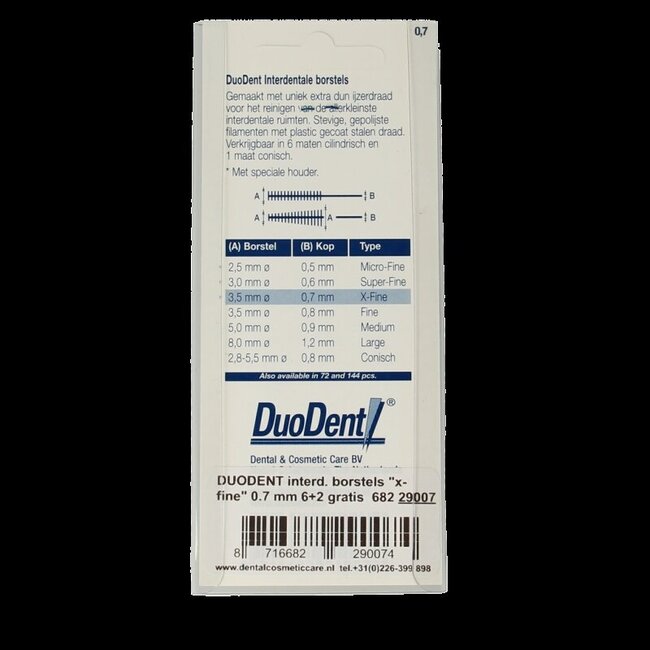 0,7
DuoDent Interdentale borstels
Gemaakt met uniek extra dun ijzerdraad
voor het reinigen van de allerkleinste
interdentale ruimten. Stevige, gepolijste
filamenten met plastic gecoat stalen draad.
Verkrijgbaar in 6 maten cilindrisch en
1 maat conisch.
* Met speciale houder.
A B
A A B
(A) Borstel (B) Kop Type
2,5 mm ø 0,5 mm Micro-Fine
3,0 mm ø 0,6 mm Super-Fine
3,5 mm ø 0,7 mm X-Fine
3,5 mm ø 0,8 mm Fine
5,0 mm ø 0,9 mm Medium
8,0 mm ø 1,2 mm Large
2,8-5,5 mm ø 0,8 mm Conisch
Also available in 72 and 144 pcs.
DuoDent ®
Dental & Cosmetic Care BV
DUODENT interd. borstels "x-
fine" 0.7 mm 6+2 gratis 682 29007
8 716682 290074
www.dentalcosmeticcare.nl tel.+31(0)226-399 898